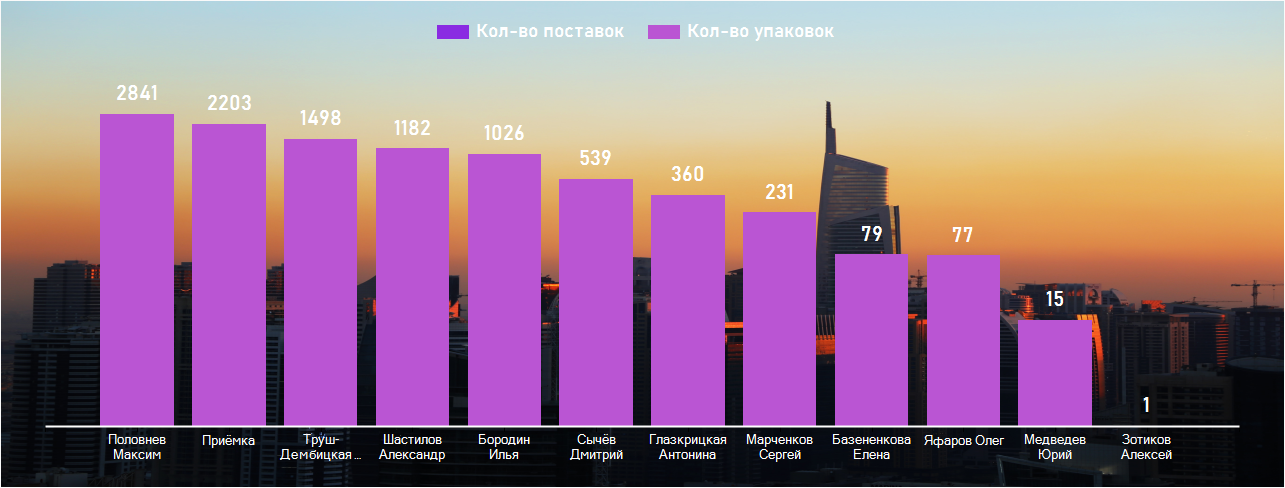 Кол-во поставок Кол-во упаковок
2841
2203
1498
1182
1026
539
360
231
79
77
15
1
Половнев
Максим
Приёмка
Труш-
Дембицкая...
Шастилов
Александр
Бородин
Илья
Сычёв
Дмитрий
Глазкрицкая
Антонина
Марченков
Сергей
Базененкова
Елена
Яфаров Олег
Медведев
Юрий
Зотиков
Алексей